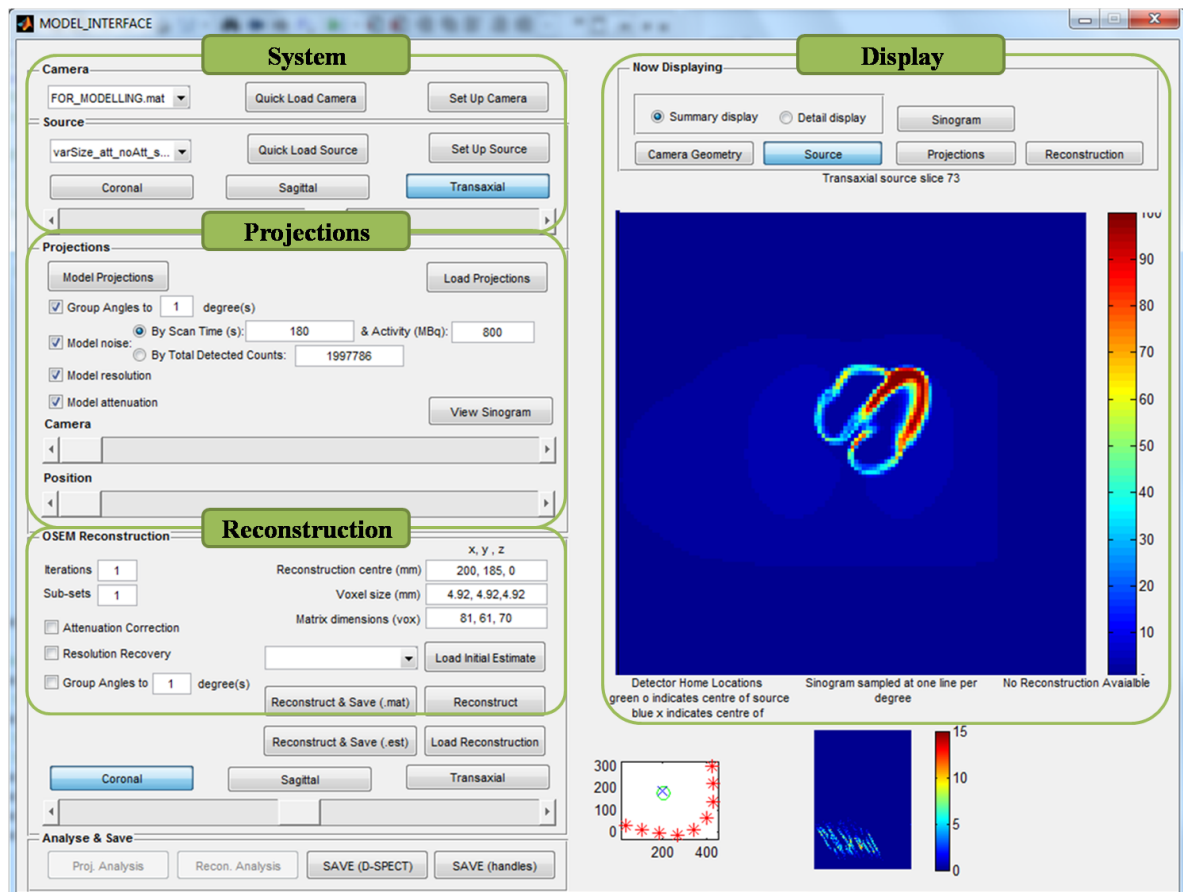 MODEL_INTERFACE
System
Camera
FOR_MODELLING.mat
Quick Load Camera
Set Up Camera
Source
varSize_att_noAtt_s...
Quick Load Source
Set Up Source
Coronal
Sagittal
Transaxial
Projections
Projections
Model Projections
Load Projections
Group Angles to 1 degree(s)
Model noise:
By Scan Time (s): 180 & Activity (MBq): 800
By Total Detected Counts: 1997786
Model resolution
Model attenuation
View Sinogram
Camera
Position
Reconstruction
OSEM Reconstruction
x, y , z
Iterations 1
Reconstruction centre (mm) 200, 185, 0
Sub-sets 1
Voxel size (mm) 4.92, 4.92,4.92
Matrix dimensions (vox) 81, 61, 70
Attenuation Correction
Resolution Recovery
Load Initial Estimate
Group Angles to 1 degree(s)
Reconstruct & Save (.mat)
Reconstruct
Reconstruct & Save (.est)
Load Reconstruction
Coronal
Sagittal
Transaxial
Analyse & Save
Proj. Analysis
Recon. Analysis
SAVE (D-SPECT)
SAVE (handles)
Display
Now Displaying
Summary display
Detail display
Sinogram
Camera Geometry
Source
Projections
Reconstruction
Transaxial source slice 73
100
90
80
70
60
50
40
30
20
10
Detector Home Locations
green o indicates centre of source
blue x indicates centre of
Sinogram sampled at one line per
degree
No Reconstruction Avaialble
300
200
100
0
200 400
15
10
5
0